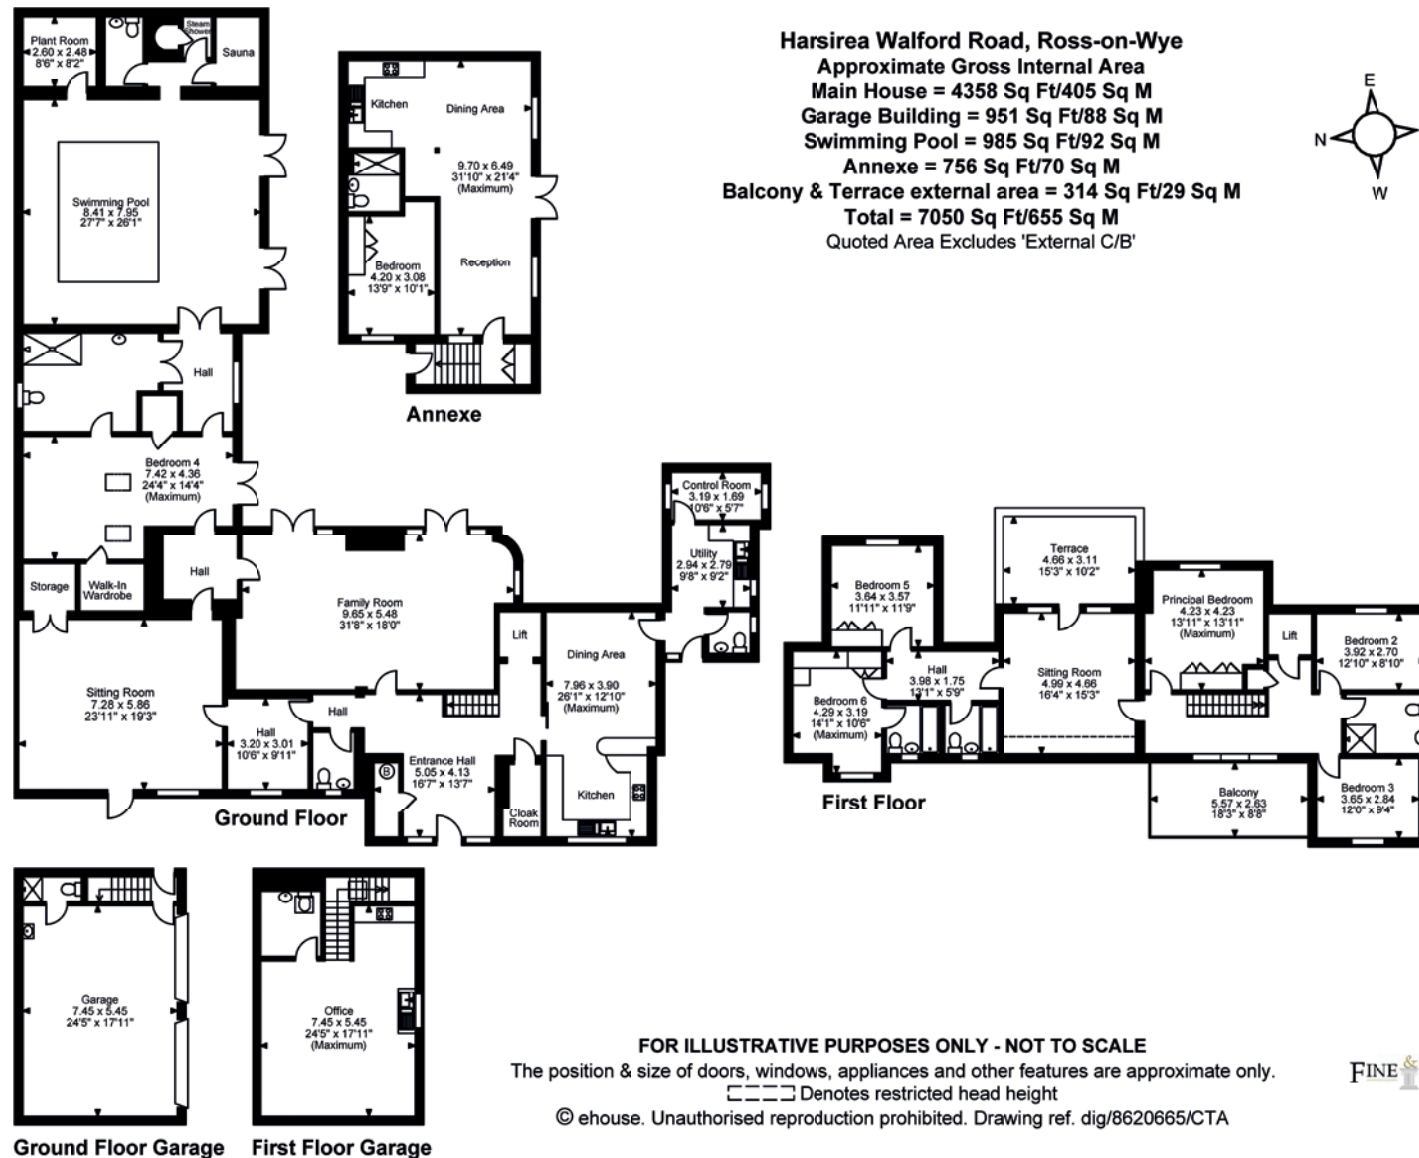 Harsirea Walford Road, Ross-on-Wye
Approximate Gross Internal Area
Main House = 4358 Sq Ft/405 Sq M
Garage Building = 951 Sq Ft/88 Sq M
Swimming Pool = 985 Sq Ft/92 Sq M
Annexe = 756 Sq Ft/70 Sq M
Balcony & Terrace external area = 314 Sq Ft/29 Sq M
Total = 7050 Sq Ft/655 Sq M
Quoted Area Excludes 'External C/B'
E
N
W
Plant Room
2.60 x 2.48
8'6" x 8'2"
Steam
Shower
Sauna
Swimming Pool
8.41 x 7.95
27'7" x 26'1"
Hall
Bedroom 4
7.42 x 4.36
24'4" x 14'4"
(Maximum)
Storage
Walk-In
Wardrobe
Hall
Sitting Room
7.28 x 5.86
23'11" x 19'3"
Family Room
9.65 x 5.48
31'8" x 18'0"
Hall
3.20 x 3.01
10'6" x 9'11"
Hall
B
Entrance Hall
5.05 x 4.13
16'7" x 13'7"
Lift
Cloak
Room
Dining Area
7.96 x 3.90
26'1" x 12'10"
(Maximum)
Kitchen
Control Room
3.19 x 1.69
10'6" x 5'7"
Utility
2.94 x 2.79
9'8" x 9'2"
Ground Floor
Kitchen
Dining Area
9.70 x 6.49
31'10" x 21'4"
(Maximum)
Bedroom
4.20 x 3.08
13'9" x 10'1"
Reception
Annexe
Terrace
4.66 x 3.11
15'3" x 10'2"
Bedroom 5
3.64 x 3.57
11'11" x 11'9"
Principal Bedroom
4.23 x 4.23
13'11" x 13'11"
(Maximum)
Lift
Bedroom 2
3.92 x 2.70
12'10" x 8'10"
Hall
3.98 x 1.75
13'1" x 5'9"
Sitting Room
4.99 x 4.66
16'4" x 15'3"
Bedroom 6
4.29 x 3.19
14'1" x 10'6"
(Maximum)
Balcony
5.57 x 2.63
18'3" x 8'8"
Bedroom 3
3.65 x 2.84
12'0" x 9'4"
First Floor
Garage
7.45 x 5.45
24'5" x 17'11"
Ground Floor Garage
Office
7.45 x 5.45
24'5" x 17'11"
(Maximum)
First Floor Garage
FOR ILLUSTRATIVE PURPOSES ONLY - NOT TO SCALE
The position & size of doors, windows, appliances and other features are approximate only.
Denotes restricted head height
© ehouse. Unauthorised reproduction prohibited. Drawing ref. dig/8620665/CTA
FINE &